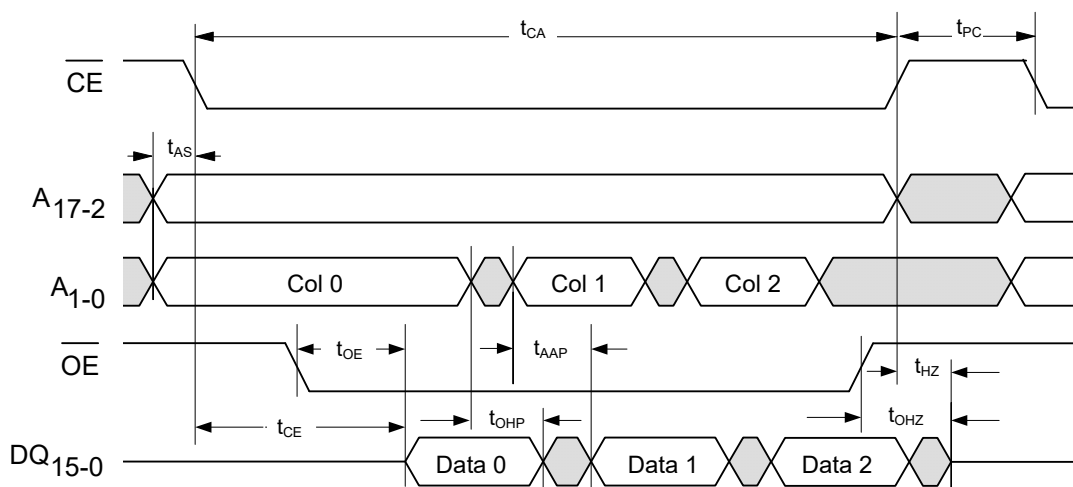 tCA
tPC
CE
tAS
A17-2
A1-0
Col 0
Col 1
Col 2
OE
tOE
tAAP
tHZ
tCE
tOHP
tOHZ
DQ15-0
Data 0
Data 1
Data 2